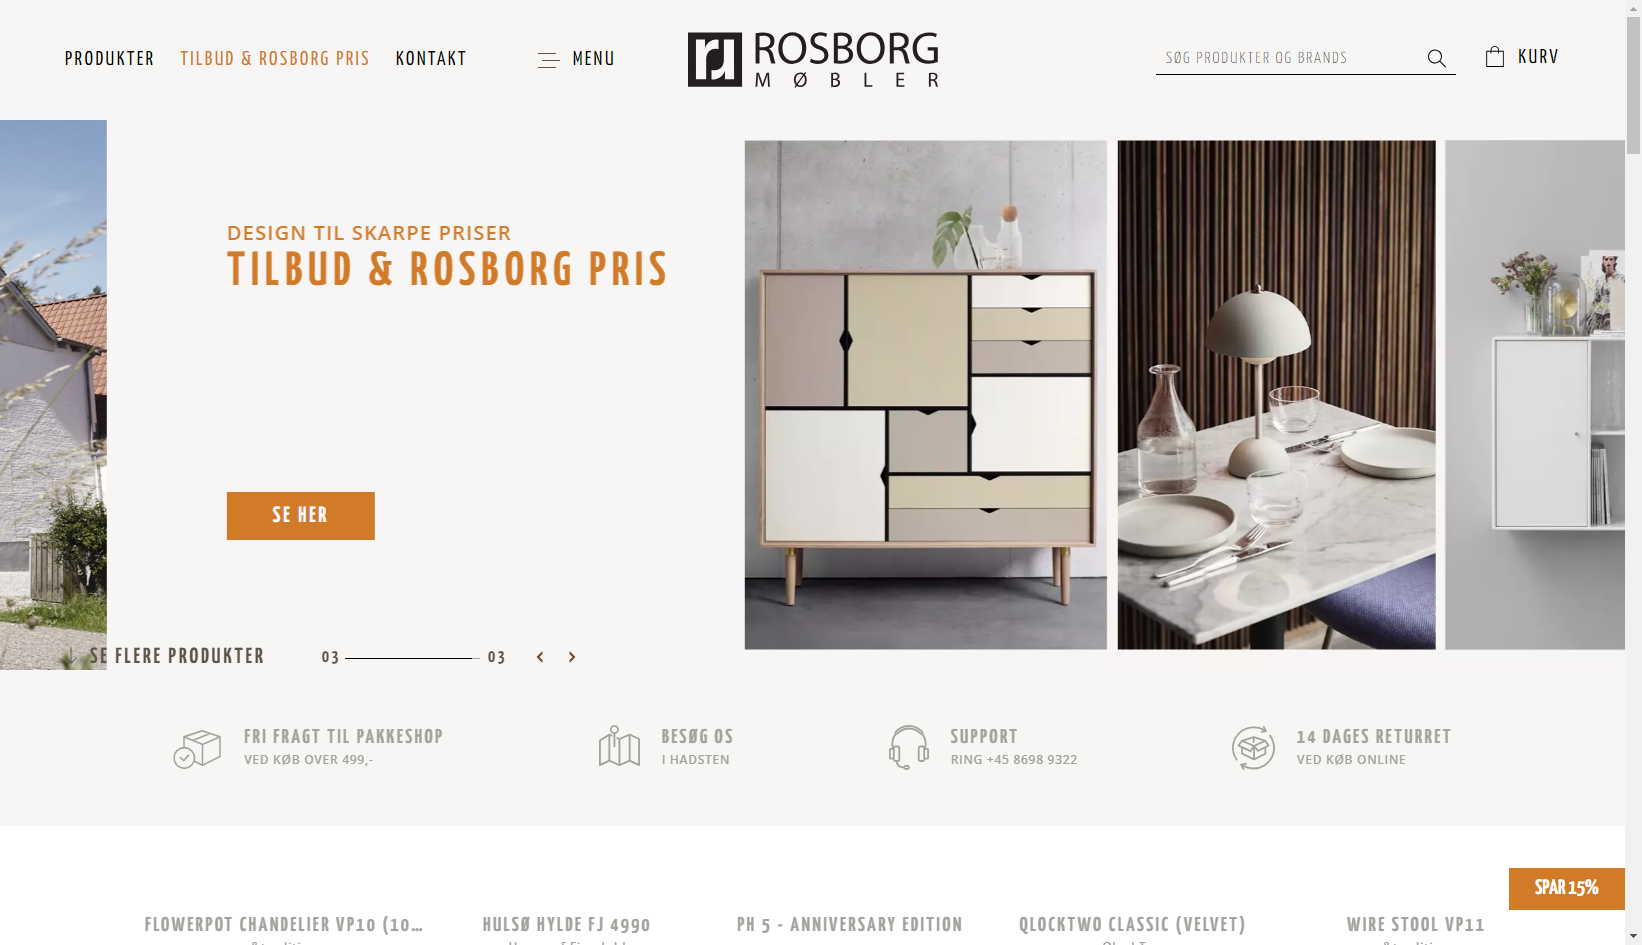 PRODUKTER
TILBUD & ROSBORG PRIS
KONTAKT
MENU
ROSBORG
MØBLER
SØG PRODUKTER OG BRANDS
KURV
DESIGN TIL SKARPE PRISER
TILBUD & ROSBORG PRIS
SE HER
SE FLERE PRODUKTER
03
03
FRI FRAGT TIL PAKKESHOP
VED KØB OVER 499,-
BESØG OS
I HADSTEN
SUPPORT
RING +45 8698 9322
14 DAGES RETURRET
VED KØB ONLINE
SPAR 15%
FLOWERPOT CHANDELIER VP10 (10...
HULSØ HYLDE FJ 4990
PH 5 - ANNIVERSARY EDITION
QLOCKTWO CLASSIC (VELVET)
WIRE STOOL VP11